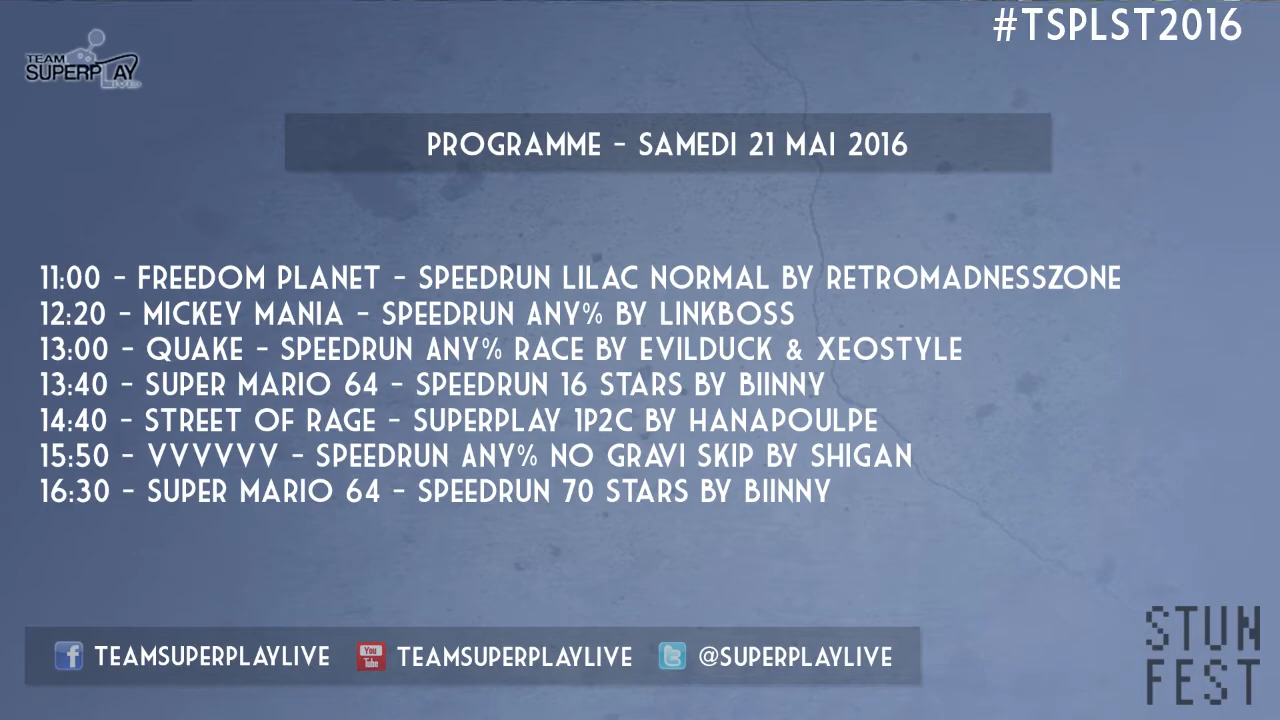 #TSPLST2016
TEAM
SUPERPLAY
LIVE
PROGRAMME - SAMEDI 21 MAI 2016
11:00 - FREEDOM PLANET - SPEEDRUN LILAC NORMAL BY RETROMADNESSZONE
12:20 - MICKEY MANIA - SPEEDRUN ANY% BY LINKBOSS
13:00 - QUAKE - SPEEDRUN ANY% RACE BY EVILDUCK & XEOSTYLE
13:40 - SUPER MARIO 64 - SPEEDRUN 16 STARS BY BIINNY
14:40 - STREET OF RAGE - SUPERPLAY 1P2C BY HANAPOULPE
15:50 - VVVVVV - SPEEDRUN ANY% NO GRAVI SKIP BY SHIGAN
16:30 - SUPER MARIO 64 - SPEEDRUN 70 STARS BY BIINNY
f TEAMSUPERPLAYLIVE You Tube TEAMSUPERPLAYLIVE t @SUPERPLAYLIVE
STUN
FEST